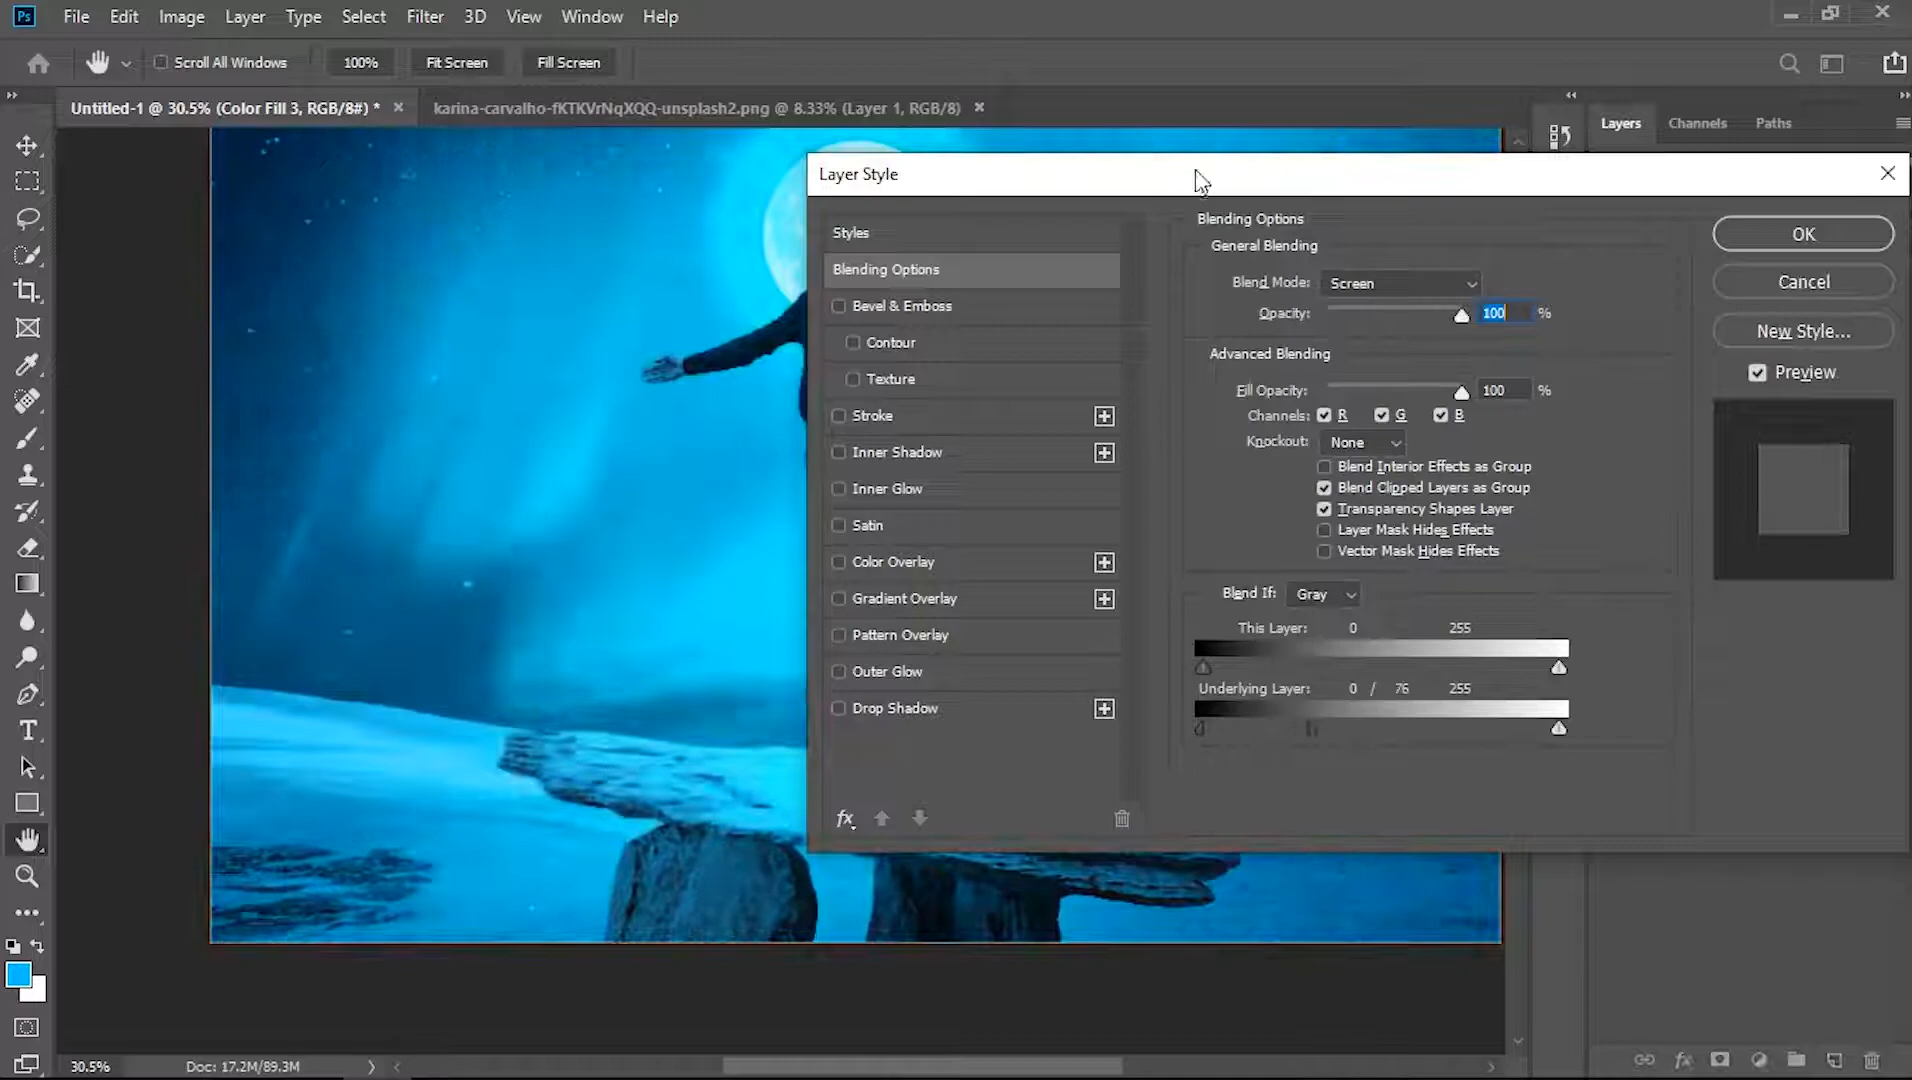 Ps File Edit Image Layer Type Select Filter 3D View Window Help
Scroll All Windows 100% Fit Screen Fill Screen
Untitled-1 @ 30.5% (Color Fill 3, RGB/8#) * karina-carvalho-fKTKVrNqXQQ-unsplash2.png @ 8.33% (Layer 1, RGB/8)
Layers Channels Paths
Layer Style
Styles
Blending Options
Bevel & Emboss
Contour
Texture
Stroke
Inner Shadow
Inner Glow
Satin
Color Overlay
Gradient Overlay
Pattern Overlay
Outer Glow
Drop Shadow
fx
Blending Options
General Blending
Blend Mode: Screen
Opacity: 100 %
Advanced Blending
Fill Opacity: 100 %
Channels: R G B
Knockout: None
Blend Interior Effects as Group
Blend Clipped Layers as Group
Transparency Shapes Layer
Layer Mask Hides Effects
Vector Mask Hides Effects
Blend If: Gray
This Layer: 0 255
Underlying Layer: 0 / 76 255
OK
Cancel
New Style...
Preview
30.5% Doc: 17.2M/89.3M
fx